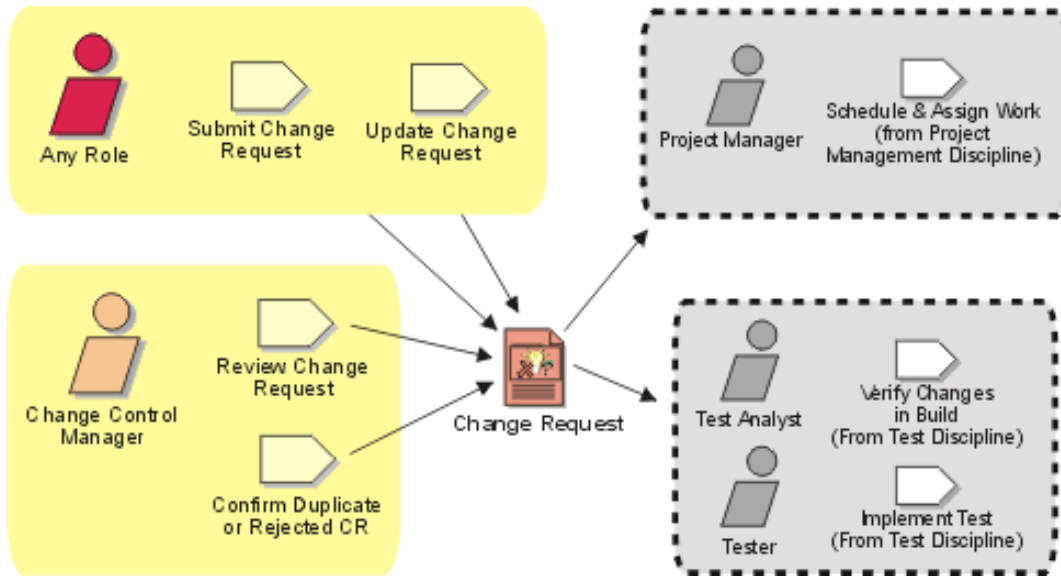 Any Role
Submit Change
Request
Update Change
Request
Project Manager
Schedule & Assign Work
(from Project
Management Discipline)
Change Control
Manager
Review Change
Request
Confirm Duplicate
or Rejected CR
Change Request
Test Analyst
Verify Changes
in Build
(From Test Discipline)
Tester
Implement Test
(From Test Discipline)